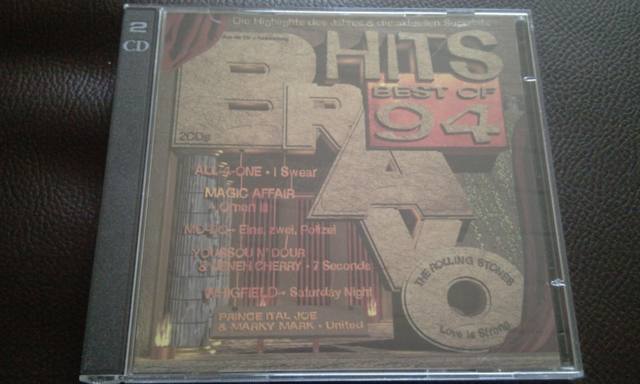 2
CD
Die Highlights des Jahres & die aktuellen Superhits
HITS
BEST OF
94
BRAVO
2CDs
ALL-4-ONE • I Swear
MAGIC AFFAIR
• Omen III
MO-DO • Eins, zwei, Polizei
YOUSSOU N'DOUR
& NENEH CHERRY • 7 Seconds
WHIGFIELD • Saturday Night
PRINCE ITAL JOE
& MARKY MARK • United
THE ROLLING STONES
Love is Strong